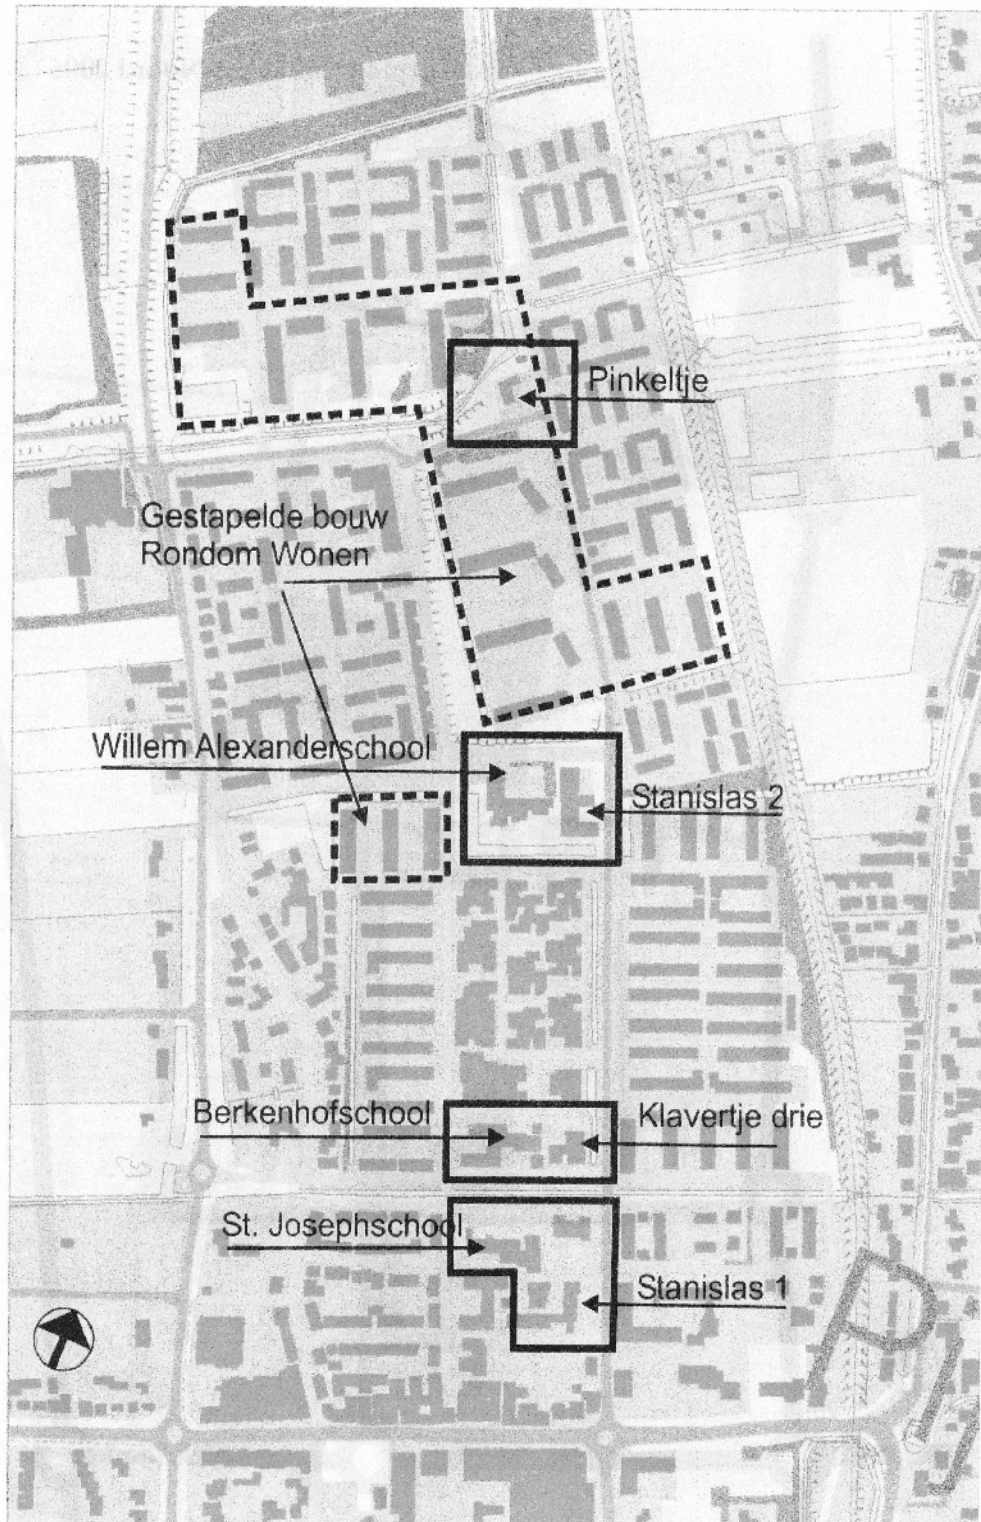 Pinkeltje
Gestapelde bouw
Rondom Wonen
Willem Alexanderschool
Stanislas 2
Berkenhofschool
Klavertje drie
St. Josephschool
Stanislas 1